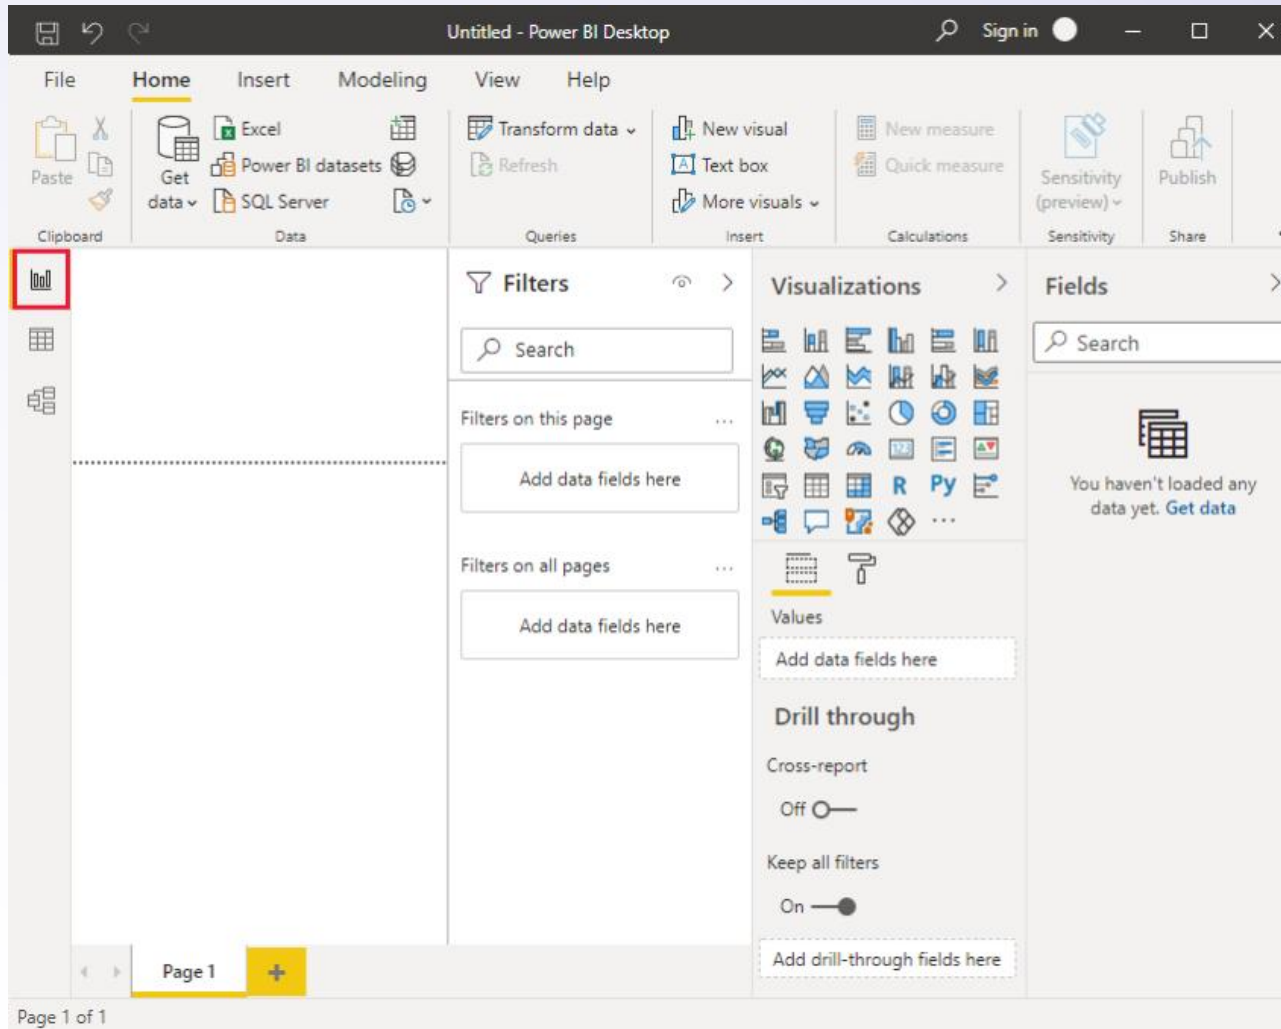 Untitled - Power BI Desktop
Sign in
File Home Insert Modeling View Help
Paste
Clipboard
Get
data
Excel
Power BI datasets
SQL Server
Data
Transform data
Refresh
Queries
New visual
Text box
More visuals
Insert
New measure
Quick measure
Calculations
Sensitivity
(preview)
Sensitivity
Publish
Share
Filters
Search
Filters on this page
...
Add data fields here
Filters on all pages
...
Add data fields here
Visualizations
123
R
Py
...
Values
Add data fields here
Drill through
Cross-report
Off
Keep all filters
On
Add drill-through fields here
Fields
Search
You haven't loaded any
data yet. Get data
Page 1
+
Page 1 of 1